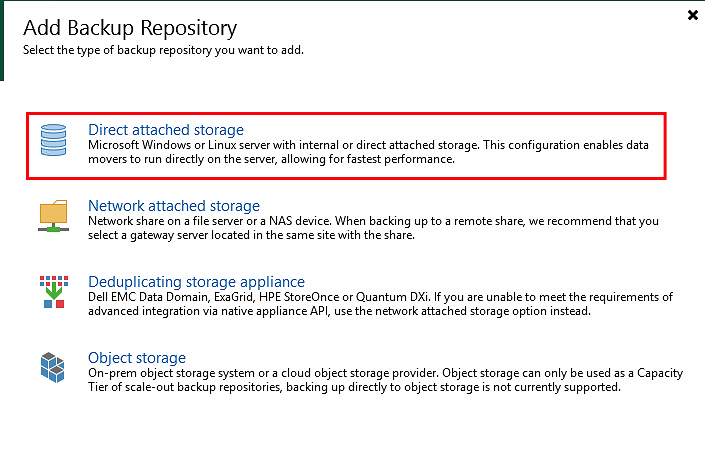 Add Backup Repository
Select the type of backup repository you want to add.
Direct attached storage
Microsoft Windows or Linux server with internal or direct attached storage. This configuration enables data
movers to run directly on the server, allowing for fastest performance.
Network attached storage
Network share on a file server or a NAS device. When backing up to a remote share, we recommend that you
select a gateway server located in the same site with the share.
Deduplicating storage appliance
Dell EMC Data Domain, ExaGrid, HPE StoreOnce or Quantum DXi. If you are unable to meet the requirements of
advanced integration via native appliance API, use the network attached storage option instead.
Object storage
On-prem object storage system or a cloud object storage provider. Object storage can only be used as a Capacity
Tier of scale-out backup repositories, backing up directly to object storage is not currently supported.